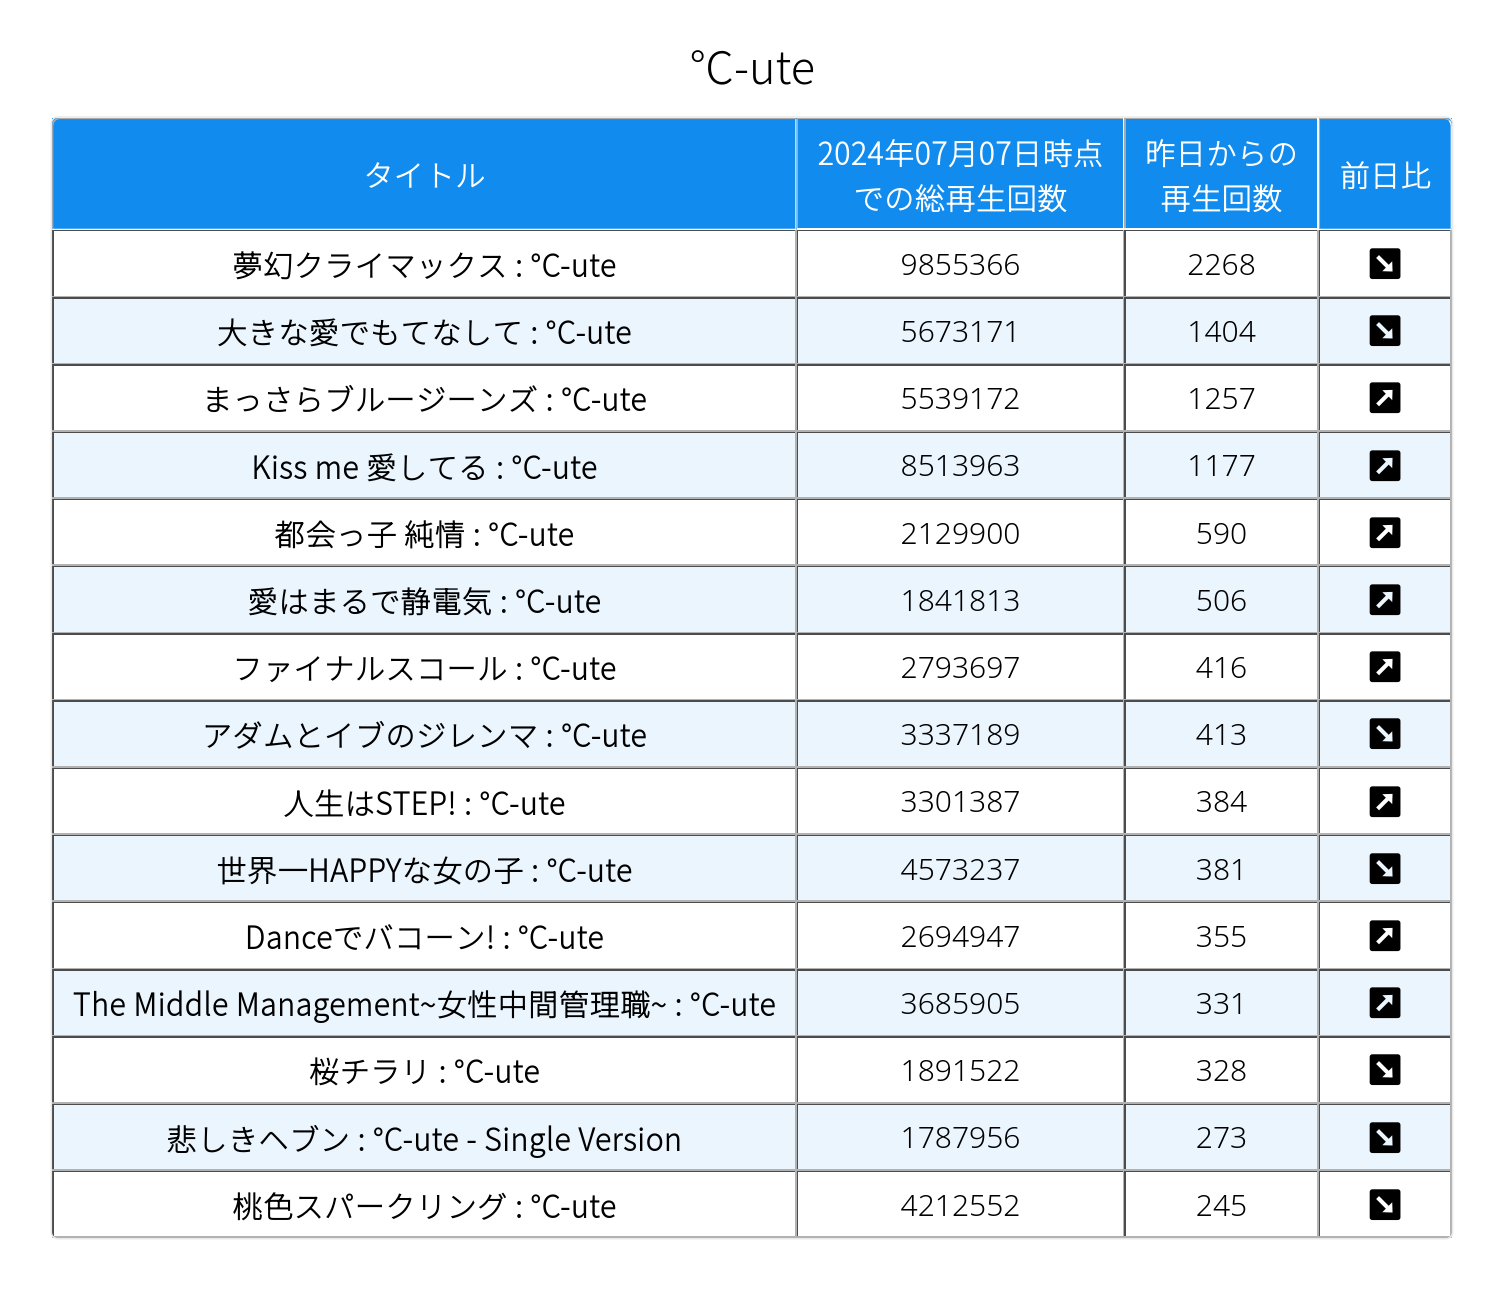 ℃-ute
タイトル
2024年07月07日時点
での総再生回数
昨日からの
再生回数
前日比
夢幻クライマックス : ℃-ute 9855366 2268
大きな愛でもてなして : ℃-ute 5673171 1404
まっさらブルージーンズ : ℃-ute 5539172 1257
Kiss me 愛してる : ℃-ute 8513963 1177
都会っ子 純情 : ℃-ute 2129900 590
愛はまるで静電気 : ℃-ute 1841813 506
ファイナルスコール : ℃-ute 2793697 416
アダムとイブのジレンマ : ℃-ute 3337189 413
人生はSTEP! : ℃-ute 3301387 384
世界一HAPPYな女の子 : ℃-ute 4573237 381
Danceでバコーン! : ℃-ute 2694947 355
The Middle Management~女性中間管理職~ : ℃-ute 3685905 331
桜チラリ : ℃-ute 1891522 328
悲しきヘブン : ℃-ute - Single Version 1787956 273
桃色スパークリング : ℃-ute 4212552 245